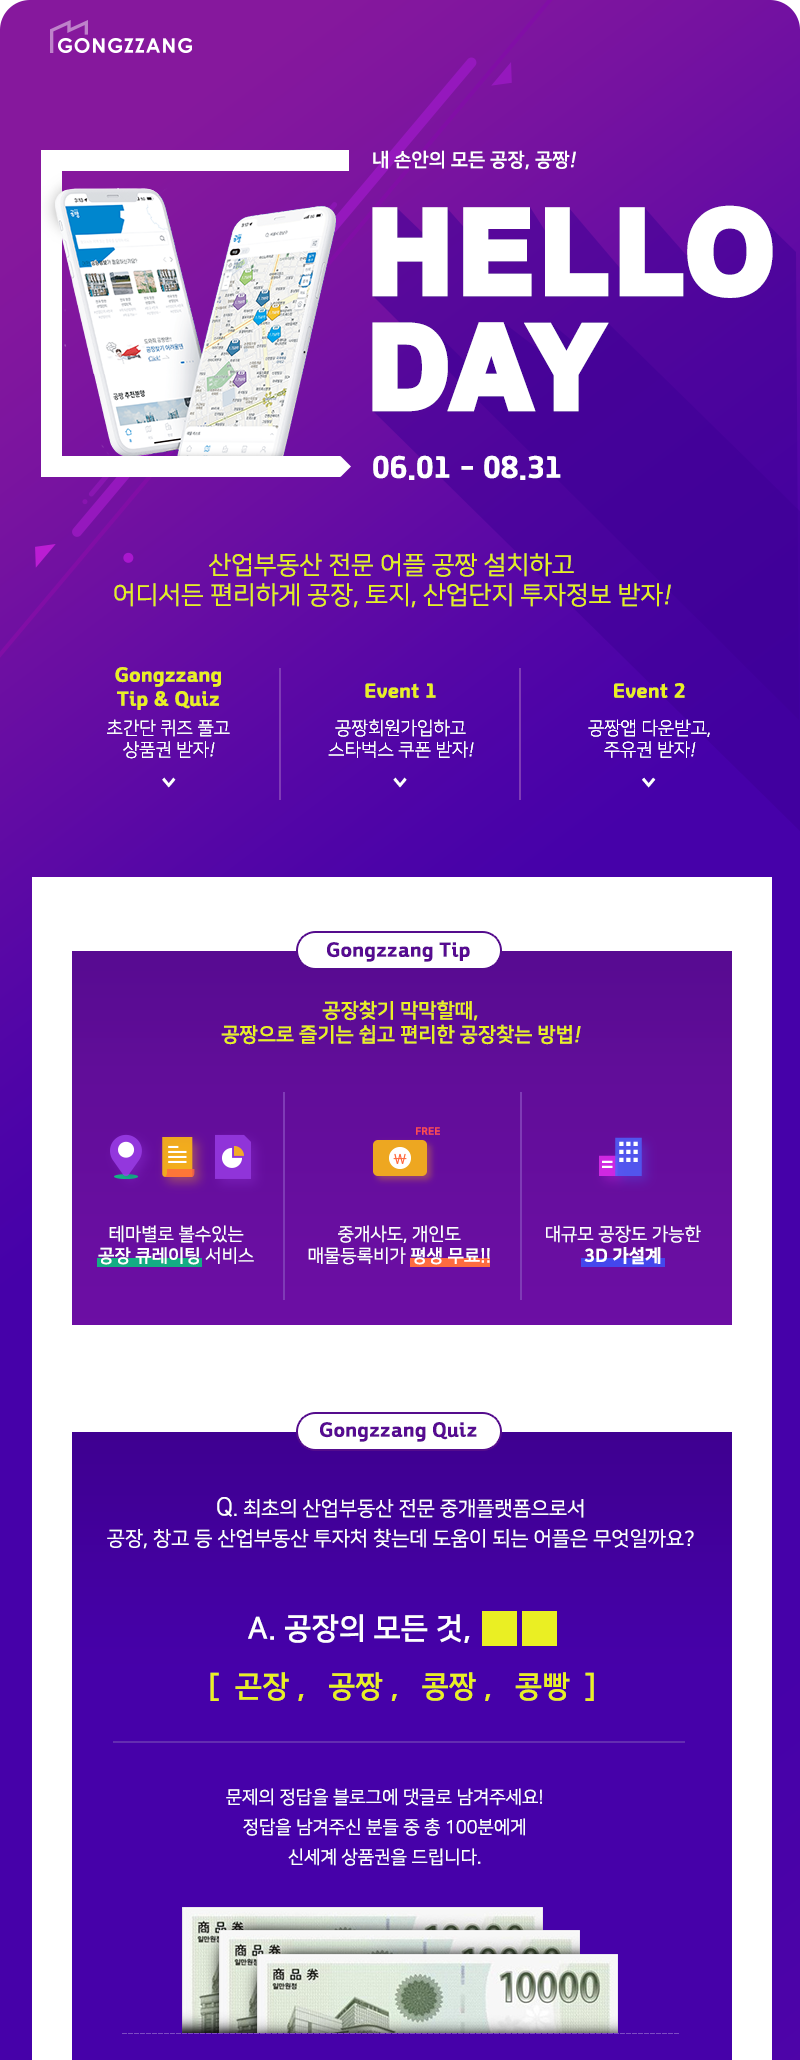 GONGZZANG
내 손안의 모든 공장, 공짱!
HELLO
DAY
06.01 - 08.31
산업부동산 전문 어플 공짱 설치하고
어디서든 편리하게 공장, 토지, 산업단지 투자정보 받자!
Gongzzang
Tip & Quiz
초간단 퀴즈 풀고
상품권 받자!
Event 1
공짱회원가입하고
스타벅스 쿠폰 받자!
Event 2
공짱앱 다운받고,
주유권 받자!
Gongzzang Tip
공장찾기 막막할때,
공짱으로 즐기는 쉽고 편리한 공장찾는 방법!
테마별로 볼수있는
공장 큐레이팅 서비스
FREE
₩
중개사도, 개인도
매물등록비가 평생 무료!!
대규모 공장도 가능한
3D 가설계
Gongzzang Quiz
Q. 최초의 산업부동산 전문 중개플랫폼으로서
공장, 창고 등 산업부동산 투자처 찾는데 도움이 되는 어플은 무엇일까요?
A. 공장의 모든 것,
[ 곤장 , 공짱 , 콩짱 , 콩빵 ]
문제의 정답을 블로그에 댓글로 남겨주세요!
정답을 남겨주신 분들 중 총 100분에게
신세계 상품권을 드립니다.
商品券
일만원정
10000
商品券
일만원정
10000
商品券
일만원정
10000